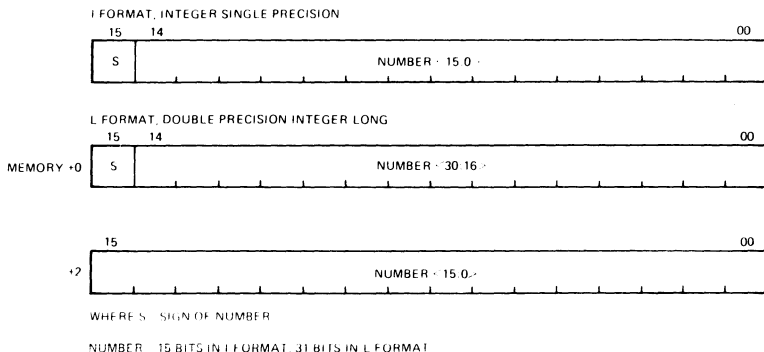 I FORMAT, INTEGER SINGLE PRECISION
15 14 00
S NUMBER <15:0>
L FORMAT, DOUBLE PRECISION INTEGER LONG
15 14 00
MEMORY +0 S NUMBER <30:16>
15 00
+2 NUMBER <15:0>
WHERE S SIGN OF NUMBER
NUMBER 15 BITS IN I FORMAT, 31 BITS IN L FORMAT